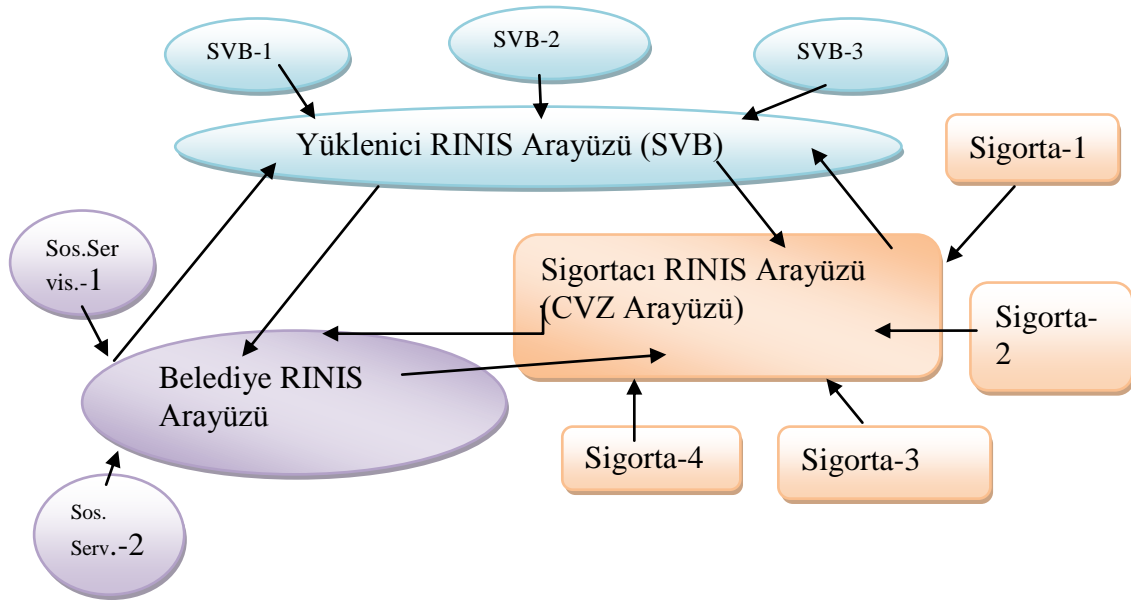 SVB-1
SVB-2
SVB-3
Yüklenici RINIS Arayüzü (SVB)
Sigorta-1
Sos.Ser
vis.-1
Sigortacı RINIS Arayüzü
(CVZ Arayüzü)
Sigorta-
2
Belediye RINIS
Arayüzü
Sigorta-4
Sigorta-3
Sos.
Serv.-2